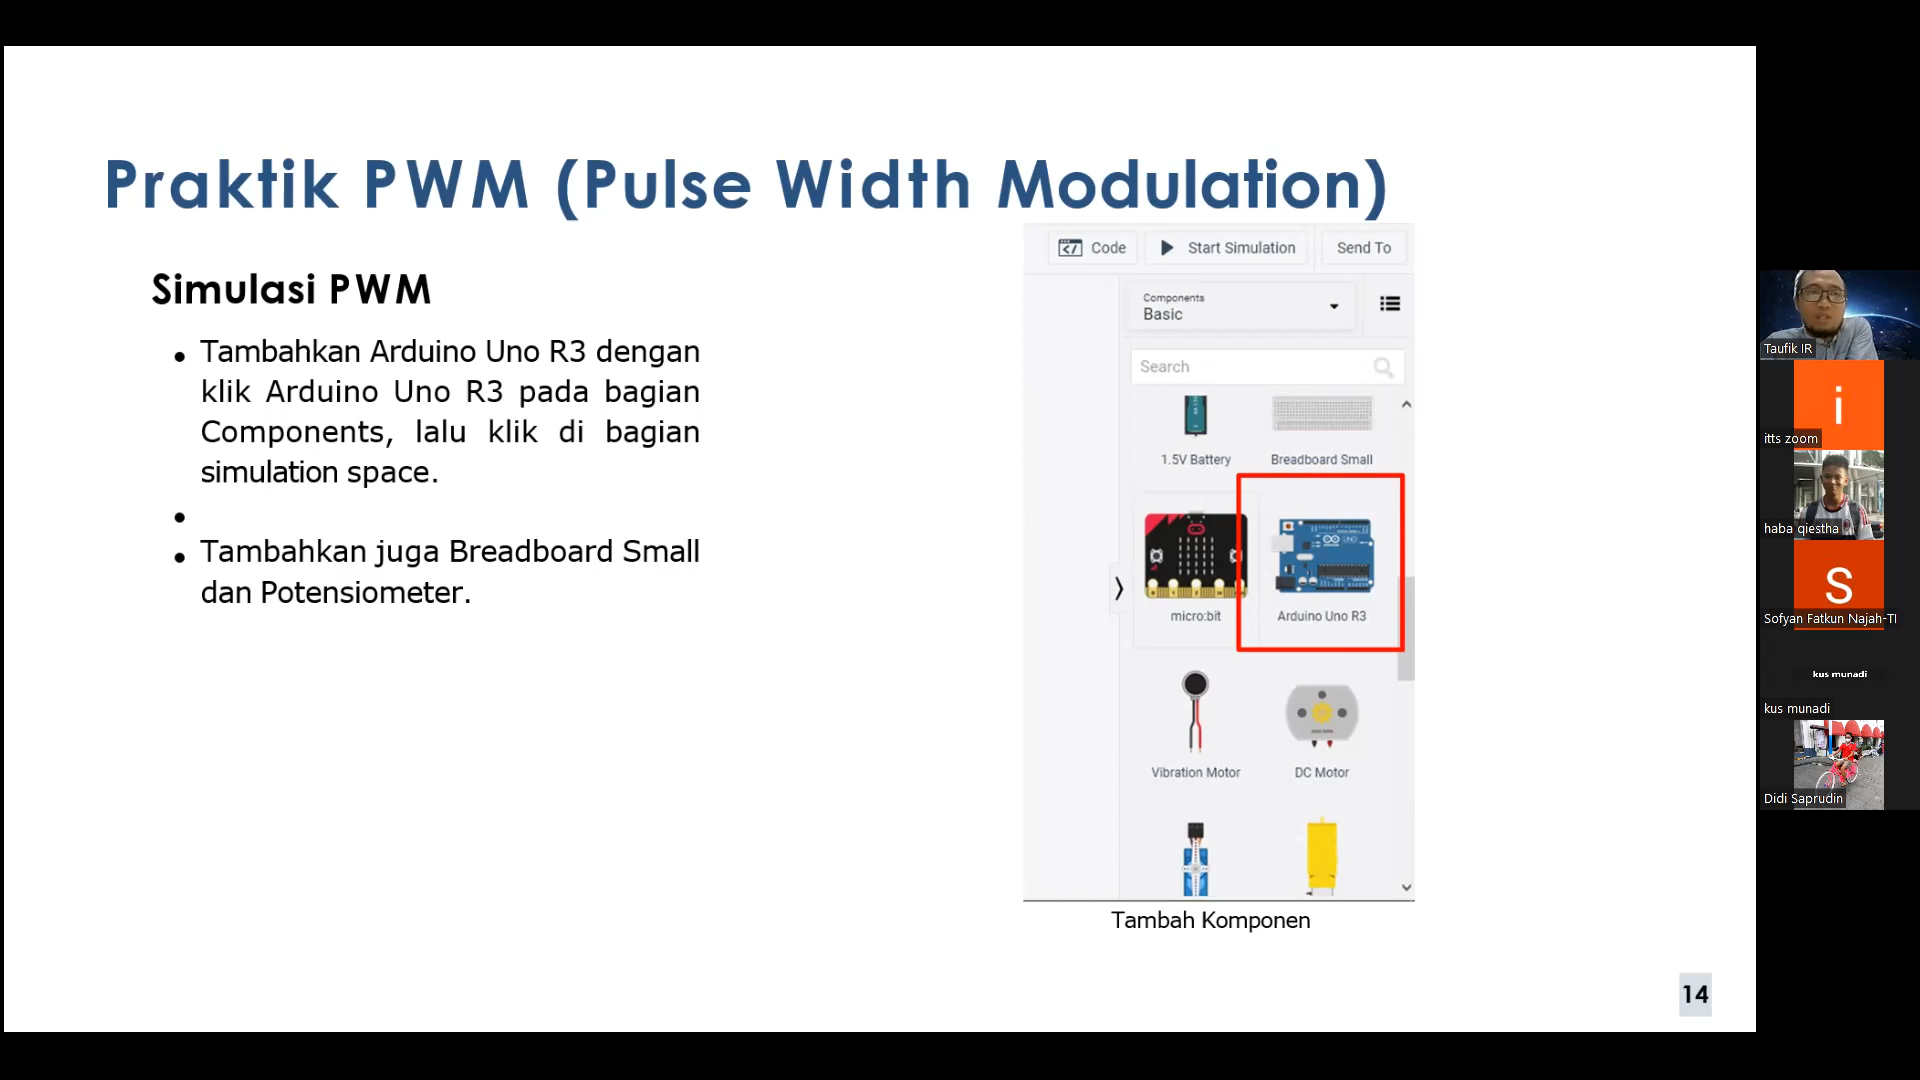 Praktik PWM (Pulse Width Modulation)
Simulasi PWM
• Tambahkan Arduino Uno R3 dengan
klik Arduino Uno R3 pada bagian
Components, lalu klik di bagian
simulation space.
•
• Tambahkan juga Breadboard Small
dan Potensiometer.
Code
Start Simulation
Send To
Components
Basic
Search
1.5V Battery
Breadboard Small
micro:bit
Arduino Uno R3
Vibration Motor
DC Motor
Tambah Komponen
14
Taufik IR
i
itts zoom
haba qiestha
S
Sofyan Fatkun Najah-TI
kus munadi
kus munadi
Didi Saprudin